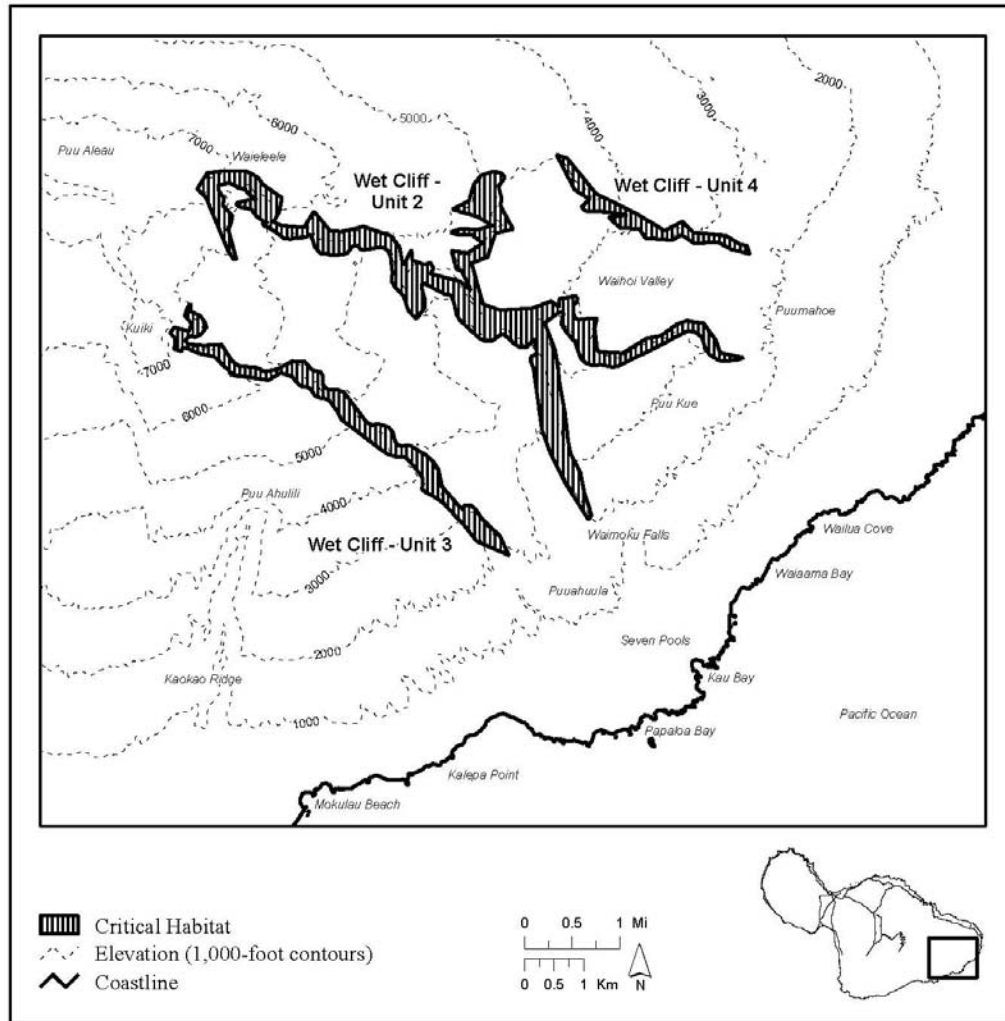 2000
3000
4000
5000
6000
7000
Puu Aleau
Waieleele
Wet Cliff -
Unit 2
Wet Cliff - Unit 4
Waihoi Valley
Puumahoe
Kuiki
7000
6000
Puu Kue
5000
Puu Ahulili
4000
Waimoku Falls
Wailua Cove
Wet Cliff - Unit 3
3000
Waiaama Bay
Puuahuula
2000
Seven Pools
Kaokao Ridge
Kau Bay
1000
Pacific Ocean
Papaloa Bay
Kalepa Point
Mokulau Beach
Critical Habitat
Elevation (1,000-foot contours)
Coastline
0 0.5 1 Mi
0 0.5 1 Km
N